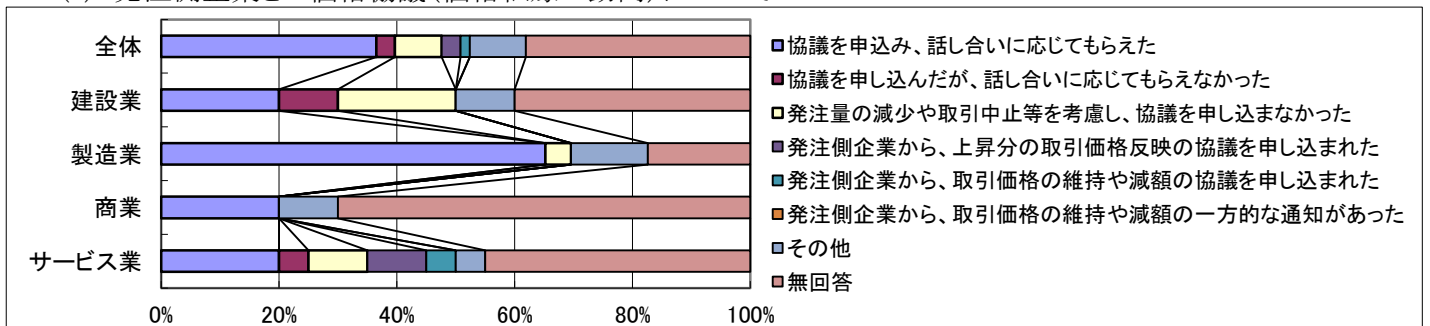 全体
建設業
製造業
商業
サービス業
0%
20%
40%
60%
80%
100%
協議を申込み、話し合いに応じてもらえた
協議を申し込んだが、話し合いに応じてもらえなかった
発注量の減少や取引中止等を考慮し、協議を申し込まなかった
発注側企業から、上昇分の取引価格反映の協議を申し込まれた
発注側企業から、取引価格の維持や減額の協議を申し込まれた
発注側企業から、取引価格の維持や減額の一方的な通知があった
その他
無回答